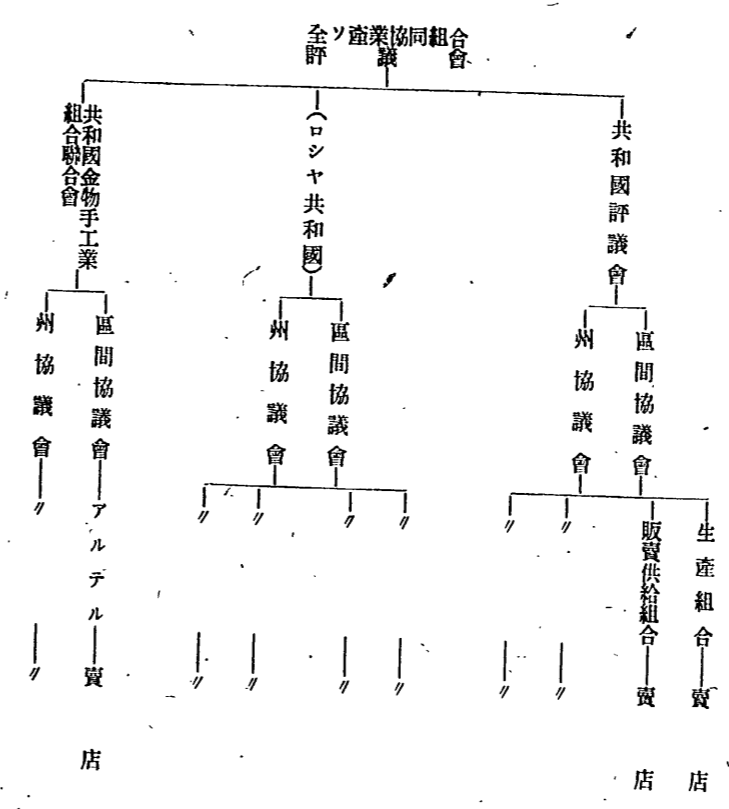 全ソ產業協同組合
評議會
共和國評議會
區間協議會
生產組合
賣店
販賣供給組合
賣店
州協議會
〃
〃
〃
〃
(ロシヤ共和國)
區間協議會
〃
〃
〃
〃
州協議會
〃
〃
〃
〃
共和國金物手工業
組合聯合會
區間協議會
アルテル
賣店
州協議會
〃
〃